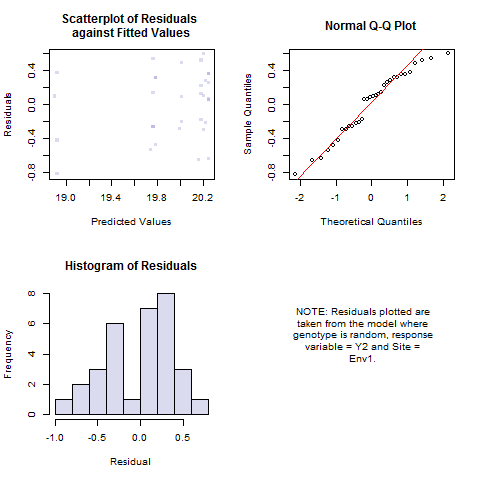 Scatterplot of Residuals
against Fitted Values
Residuals
0.4
0.0
-0.4
-0.8
19.0 19.4 19.8 20.2
Predicted Values
Normal Q-Q Plot
Sample Quantiles
0.4
0.0
-0.4
-0.8
-2 -1 0 1 2
Theoretical Quantiles
Histogram of Residuals
Frequency
8
6
4
2
0
-1.0 -0.5 0.0 0.5
Residual
NOTE: Residuals plotted are
taken from the model where
genotype is random, response
variable = Y2 and Site =
Env1.